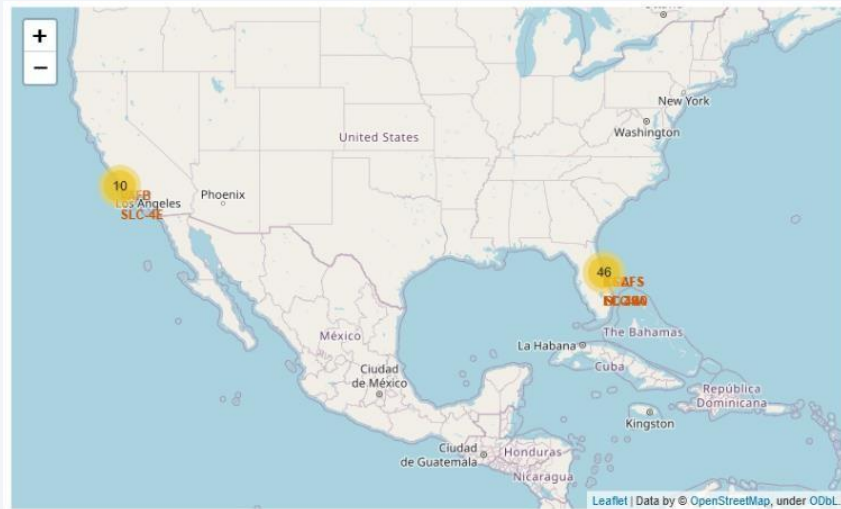 +
−
United States
New York
Washington
10
Los Angeles
SLC-4E
Phoenix
46
The Bahamas
La Habana
Cuba
México
Ciudad
de México
República
Dominicana
Kingston
Ciudad
de Guatemala
Honduras
Nicaragua
Leaflet | Data by © OpenStreetMap, under ODbL.